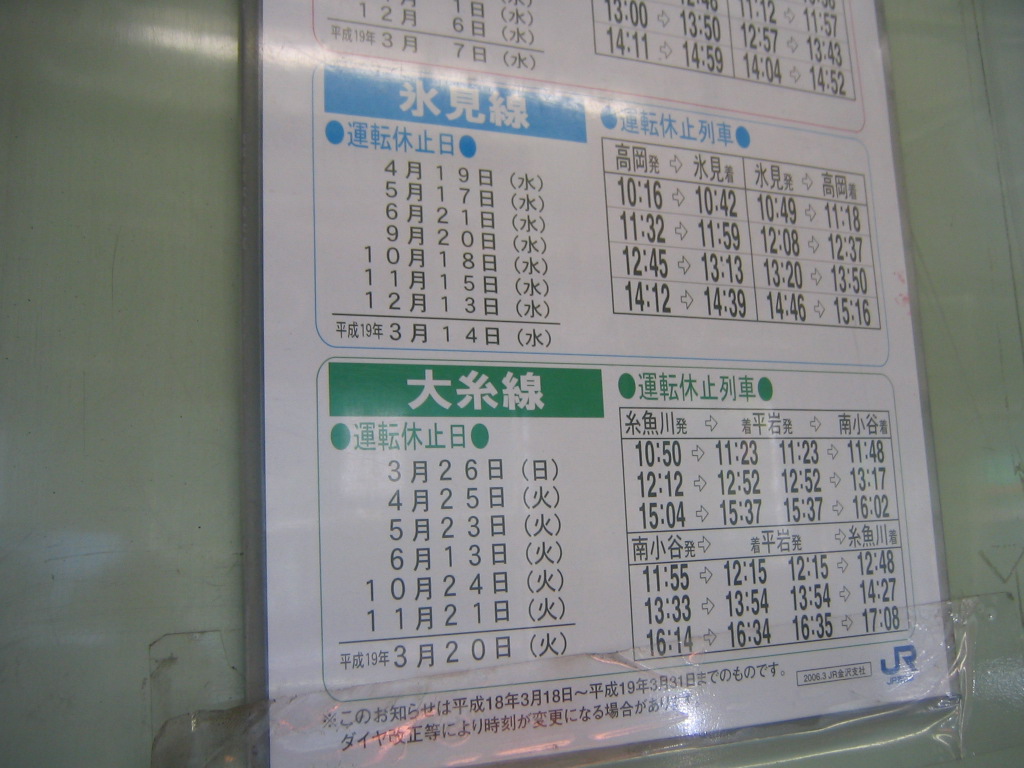 1日(水)
12月 6日(水)
平成19年 3月 7日(水)
11:12⇨11:57
13:00⇨13:50 12:57⇨13:43
14:11⇨14:59 14:04⇨14:52
氷見線
●運転休止日●
4月19日(水)
5月17日(水)
6月21日(水)
9月20日(水)
10月18日(水)
11月15日(水)
12月13日(水)
平成19年 3月14日(水)
●運転休止列車●
高岡発⇨氷見着 氷見発⇨高岡着
10:16⇨10:42 10:49⇨11:18
11:32⇨11:59 12:08⇨12:37
12:45⇨13:13 13:20⇨13:50
14:12⇨14:39 14:46⇨15:16
大糸線
●運転休止日●
3月26日(日)
4月25日(火)
5月23日(火)
6月13日(火)
10月24日(火)
11月21日(火)
平成19年 3月20日(火)
●運転休止列車●
糸魚川発 ⇨ 着平岩発 ⇨ 南小谷着
10:50⇨11:23 11:23⇨11:48
12:12⇨12:52 12:52⇨13:17
15:04⇨15:37 15:37⇨16:02
南小谷発⇨ 着平岩発 ⇨糸魚川着
11:55⇨12:15 12:15⇨12:48
13:33⇨13:54 13:54⇨14:27
16:14⇨16:34 16:35⇨17:08
※このお知らせは平成18年3月18日～平成19年3月31日までのものです。
ダイヤ改正等により時刻が変更になる場合があり
2006.3 JR金沢支社
JR